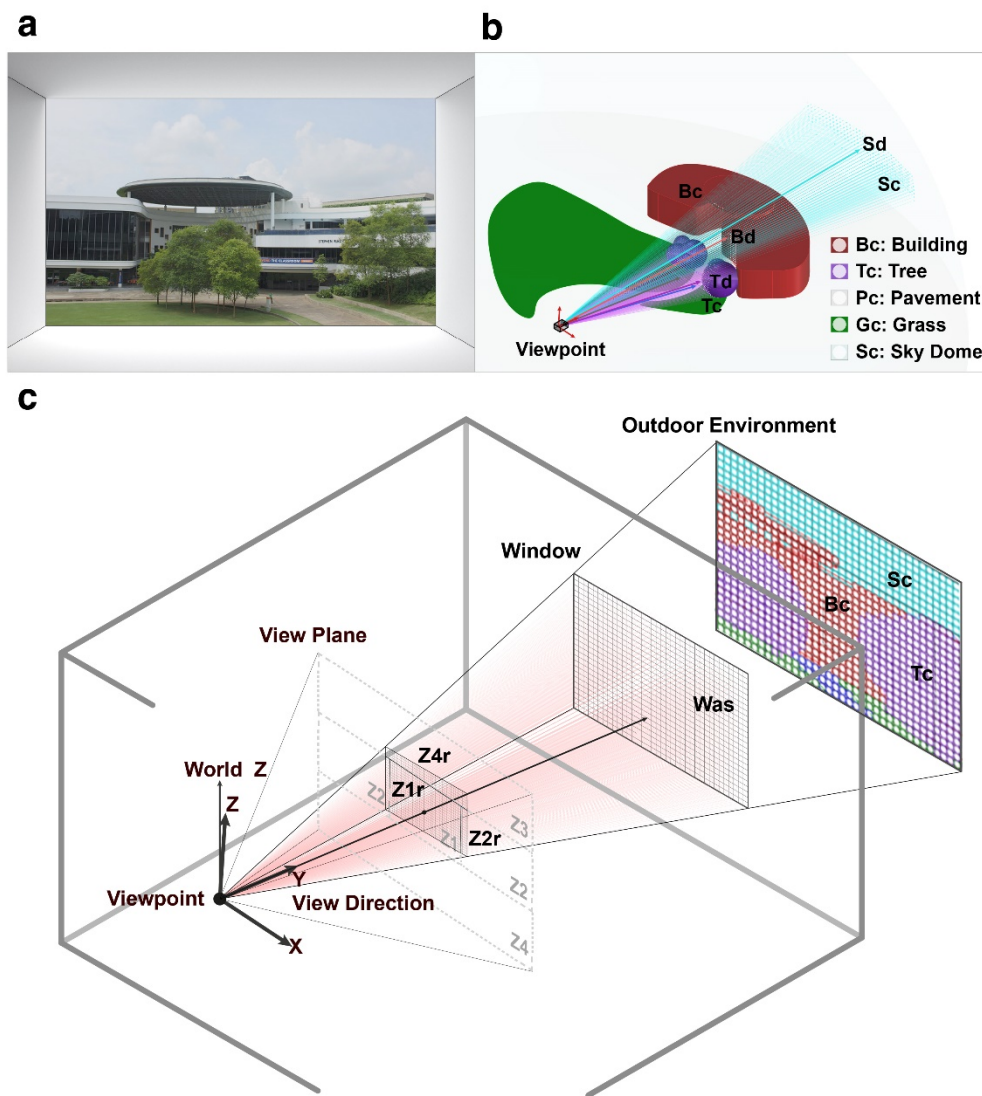 a
b
Sd
Sc
Bc
Bd
Td
Tc
Viewpoint
Bc: Building
Tc: Tree
Pc: Pavement
Gc: Grass
Sc: Sky Dome
c
Outdoor Environment
Sc
Bc
Tc
Window
Was
View Plane
Z4r
Z1r
Z2r
Z2
Z1
Z3
Z2
Z4
World Z
Z
Y
X
Viewpoint
View Direction